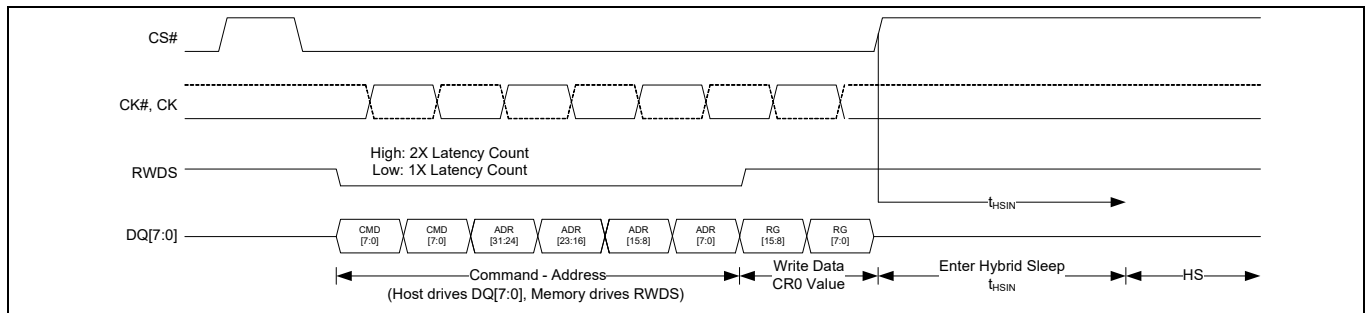 CS#
CK#, CK
High: 2X Latency Count
Low: 1X Latency Count
RWDS
tHSIN
DQ[7:0]
CMD [7:0] CMD [7:0] ADR [31:24] ADR [23:16] ADR [15:8] ADR [7:0] RG [15:8] RG [7:0]
Command - Address
(Host drives DQ[7:0], Memory drives RWDS)
Write Data
CR0 Value
Enter Hybrid Sleep
tHSIN
HS